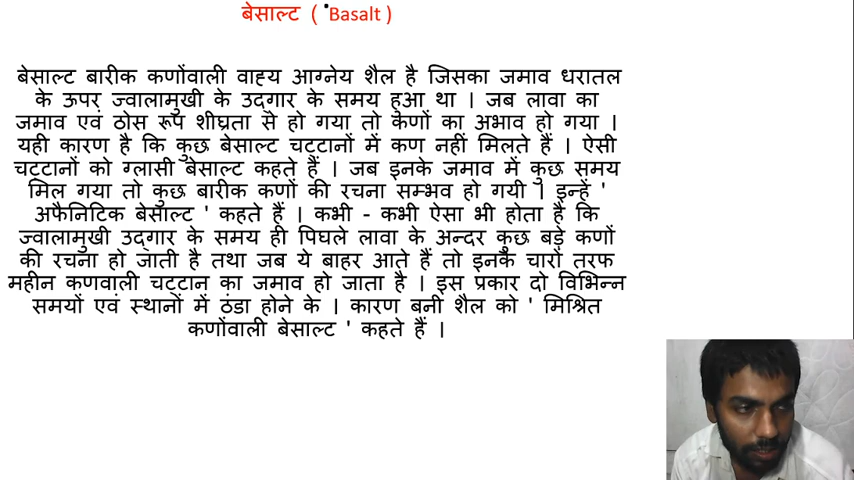 बेसाल्ट ( Basalt )
बेसाल्ट बारीक कणोंवाली वाह्य आग्नेय शैल है जिसका जमाव धरातल
के ऊपर ज्वालामुखी के उद्गार के समय हुआ था । जब लावा का
जमाव एवं ठोस रूप शीघ्रता से हो गया तो कणों का अभाव हो गया ।
यही कारण है कि कुछ बेसाल्ट चटटानों में कण नहीं मिलते हैं । ऐसी
चट्टानों को ग्लासी बेसाल्ट कहते हैं । जब इनके जमाव में कुछ समय
मिल गया तो कुछ बारीक कणों की रचना सम्भव हो गयी । इन्हें '
अफैनिटिक बेसाल्ट ' कहते हैं । कभी - कभी ऐसा भी होता है कि
ज्वालामुखी उद्गार के समय ही पिघले लावा के अन्दर कुछ बड़े कणों
की रचना हो जाती है तथा जब ये बाहर आते हैं तो इनके चारों तरफ
महीन कणवाली चट्टान का जमाव हो जाता है । इस प्रकार दो विभिन्न
समयों एवं स्थानों में ठंडा होने के । कारण बनी शैल को ' मिश्रित
कणोंवाली बेसाल्ट ' कहते हैं ।